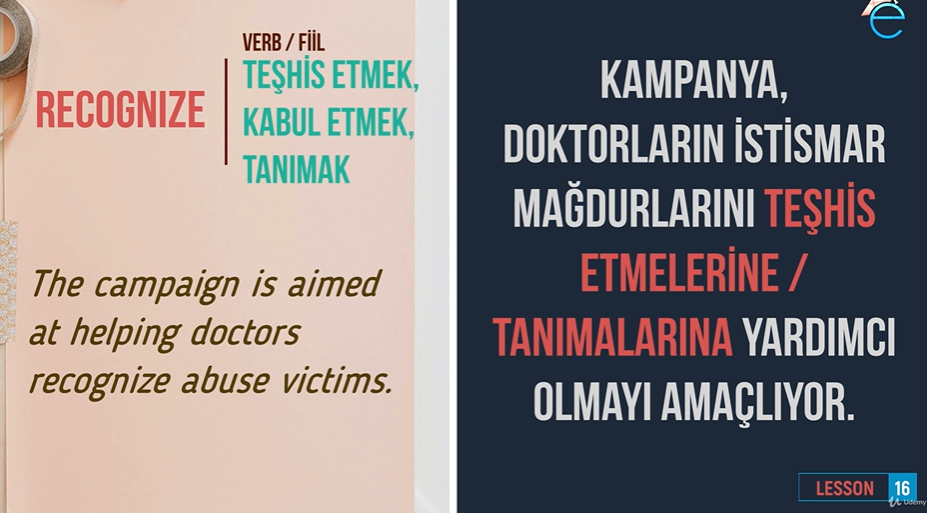 RECOGNIZE
VERB / FİİL
TEŞHİS ETMEK,
KABUL ETMEK,
TANIMAK
The campaign is aimed
at helping doctors
recognize abuse victims.
e
KAMPANYA,
DOKTORLARIN İSTİSMAR
MAĞDURLARINI TEŞHİS
ETMELERİNE /
TANIMALARINA YARDIMCI
OLMAYI AMAÇLIYOR.
LESSON 16
Udemy